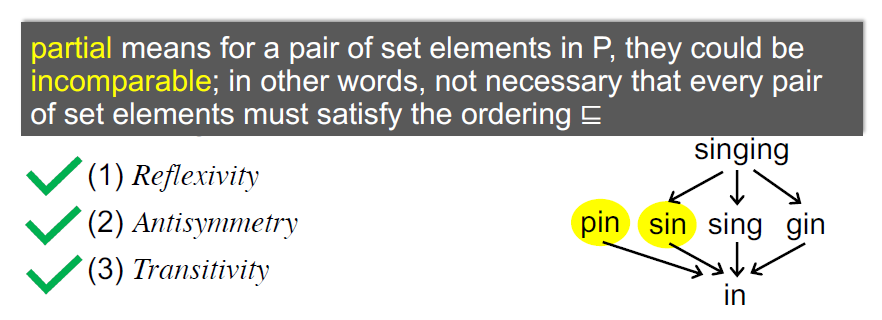 partial means for a pair of set elements in P, they could be
incomparable; in other words, not necessary that every pair
of set elements must satisfy the ordering ⊑
(1) Reflexivity
(2) Antisymmetry
(3) Transitivity
singing
pin sin sing gin
in